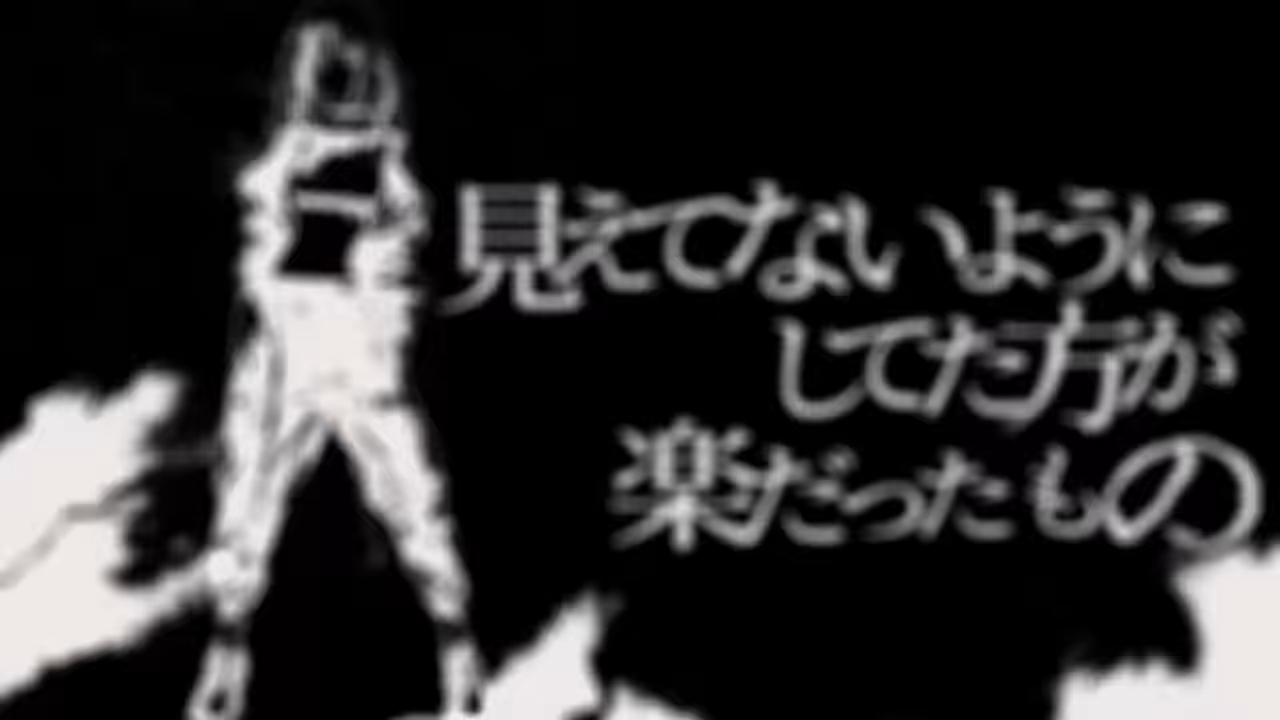 見えてないように
してた方が
楽だったもの